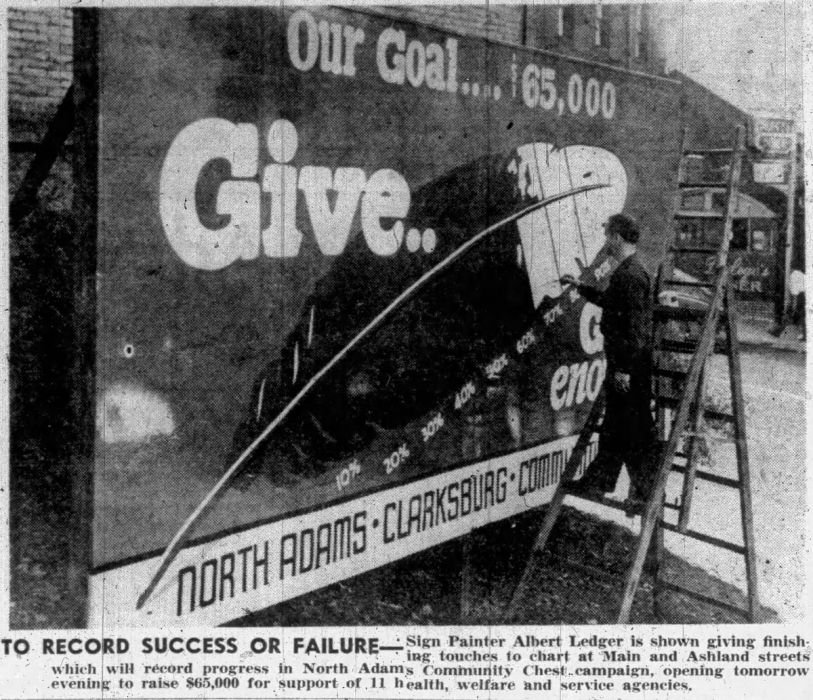 Our Goal.... $65,000
Give..
G
eno
10% 20% 30% 40% 50% 60% 70%
NORTH ADAMS · CLARKSBURG · COMMUN
TO RECORD SUCCESS OR FAILURE— Sign Painter Albert Ledger is shown giving finish-
ing touches to chart at Main and Ashland streets
which will record progress in North Adams Community Chest campaign, opening tomorrow
evening to raise $65,000 for support of 11 health, welfare and service agencies.